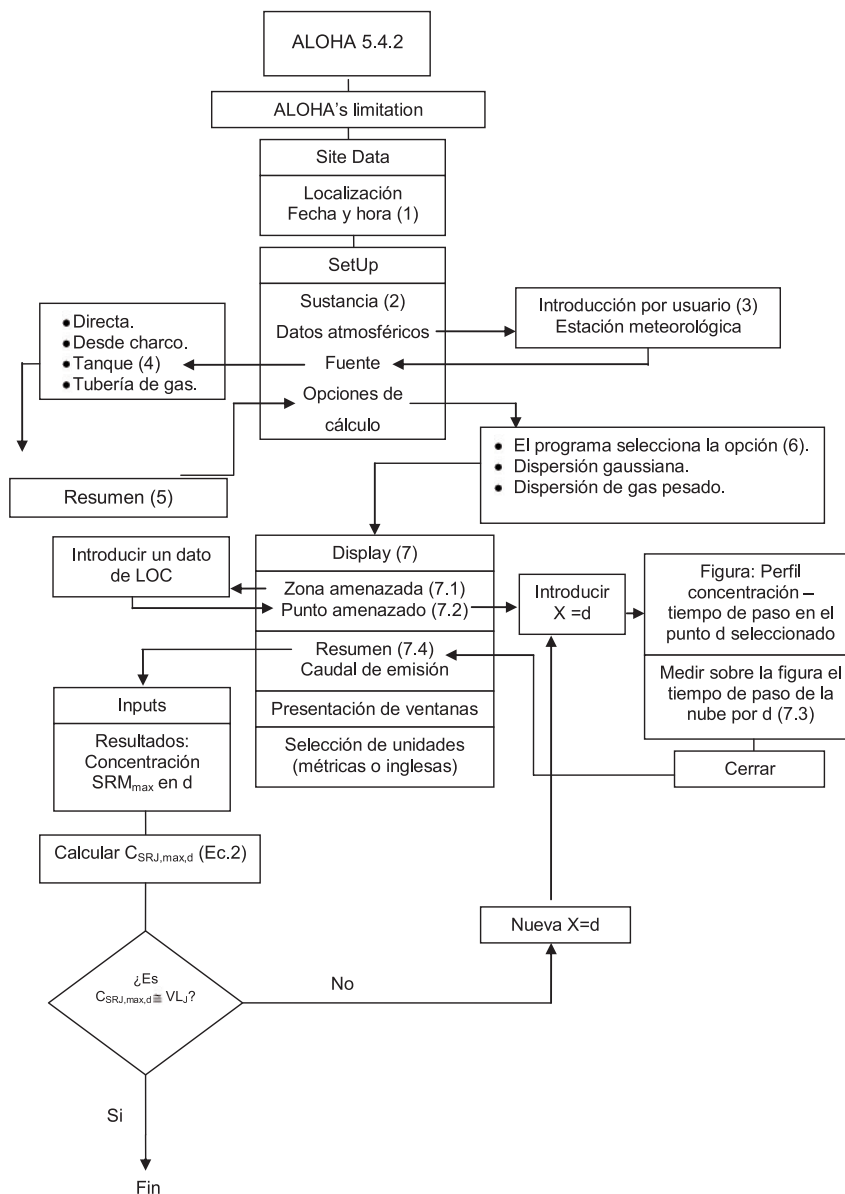 ALOHA 5.4.2
ALOHA's limitation
Site Data
Localización
Fecha y hora (1)
SetUp
Sustancia (2)
Datos atmosféricos
Fuente
Opciones de
cálculo
Introducción por usuario (3)
Estación meteorológica
● Directa.
● Desde charco.
● Tanque (4)
● Tubería de gas.
Resumen (5)
● El programa selecciona la opción (6).
● Dispersión gaussiana.
● Dispersión de gas pesado.
Display (7)
Zona amenazada (7.1)
Punto amenazado (7.2)
Resumen (7.4)
Caudal de emisión
Presentación de ventanas
Selección de unidades
(métricas o inglesas)
Introducir un dato
de LOC
Introducir
X =d
Figura: Perfil
concentración –
tiempo de paso en el
punto d seleccionado
Medir sobre la figura el
tiempo de paso de la
nube por d (7.3)
Cerrar
Inputs
Resultados:
Concentración
SRMmax en d
Calcular CSRJ,max,d (Ec.2)
¿Es
CSRJ,max,d≅ VLJ?
No
Nueva X=d
Si
Fin